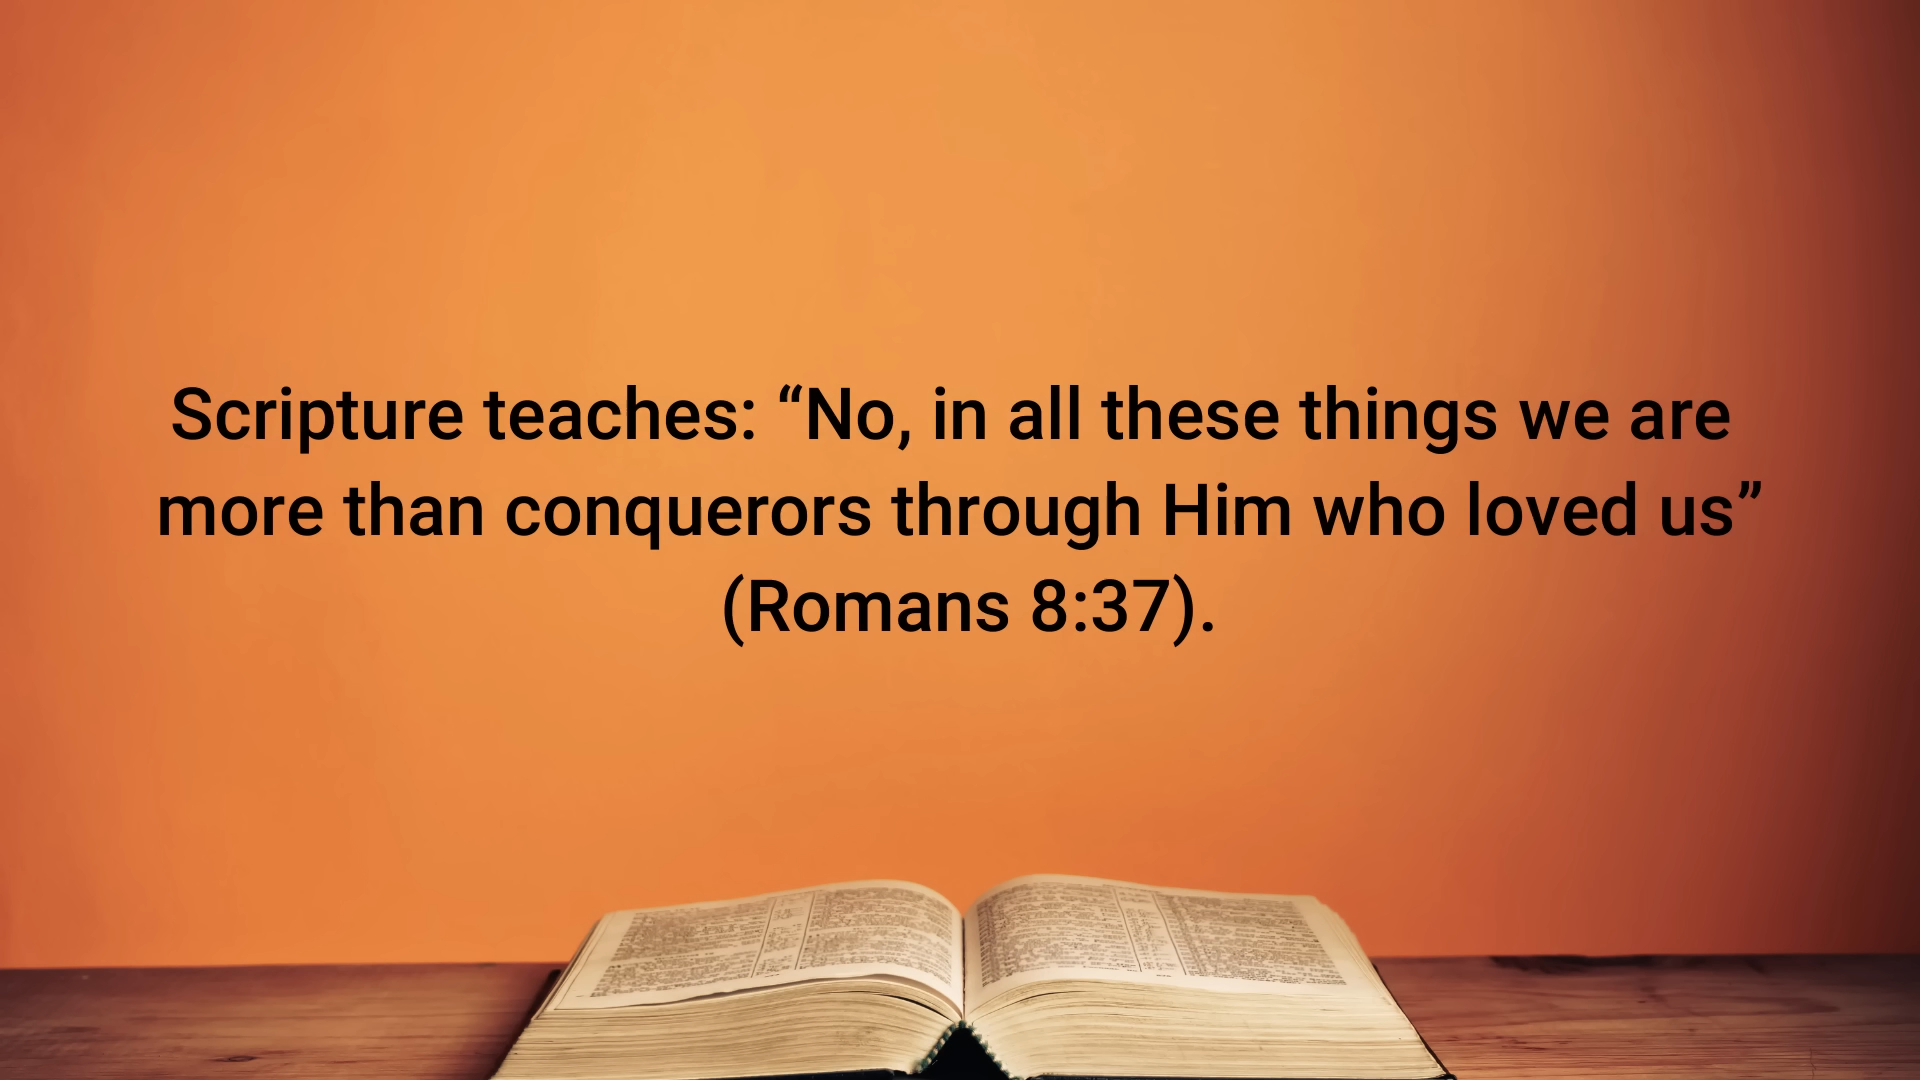 Scripture teaches: “No, in all these things we are
more than conquerors through Him who loved us”
(Romans 8:37).